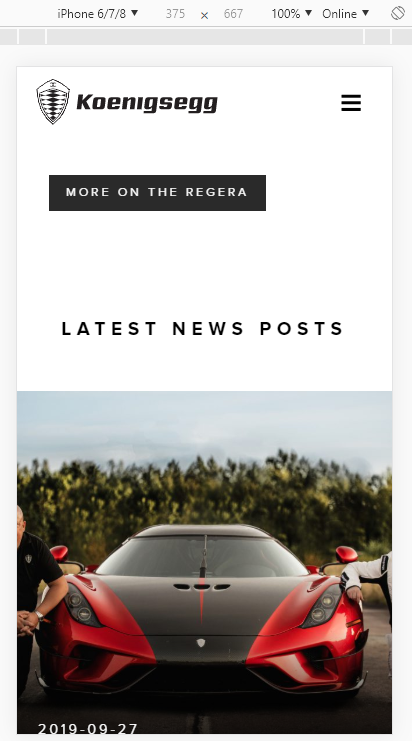 iPhone 6/7/8 375 × 667 100% Online
Koenigsegg
MORE ON THE REGERA
LATEST NEWS POSTS
2019-09-27